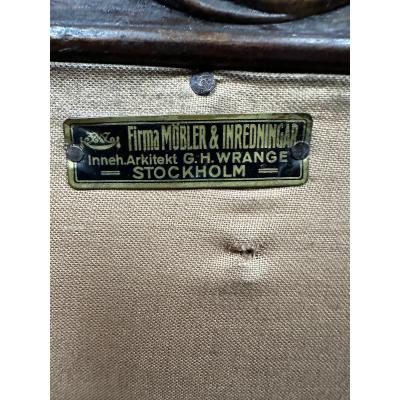 Firma MÖBLER & INREDNINGAR
Inneh. Arkitekt G.H. WRANGE
STOCKHOLM